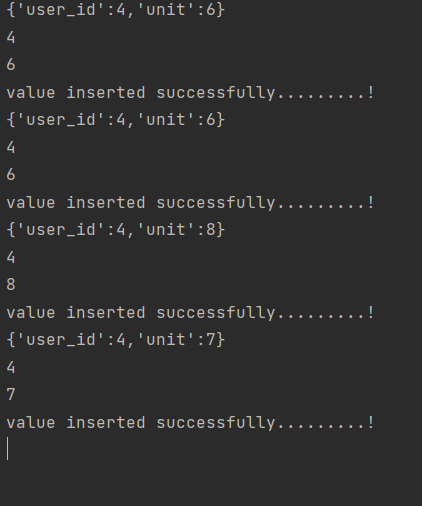 {'user_id':4,'unit':6}
4
6
value inserted successfully.........!
{'user_id':4,'unit':6}
4
6
value inserted successfully.........!
{'user_id':4,'unit':8}
4
8
value inserted successfully.........!
{'user_id':4,'unit':7}
4
7
value inserted successfully.........!